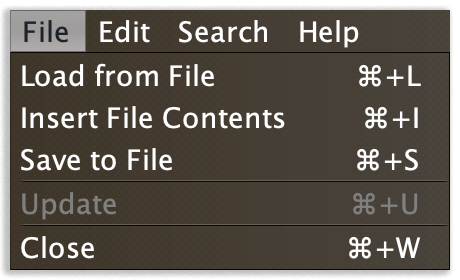 File Edit Search Help
Load from File ⌘+L
Insert File Contents ⌘+I
Save to File ⌘+S
Update ⌘+U
Close ⌘+W